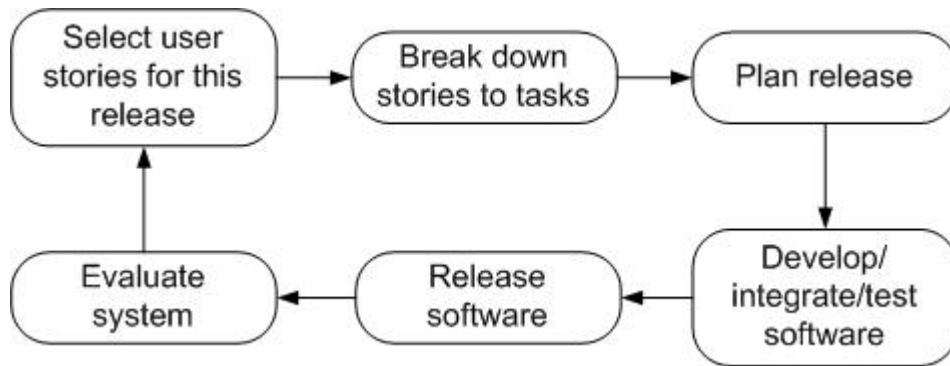 Select user
stories for this
release
Break down
stories to tasks
Plan release
Develop/
integrate/test
software
Release
software
Evaluate
system